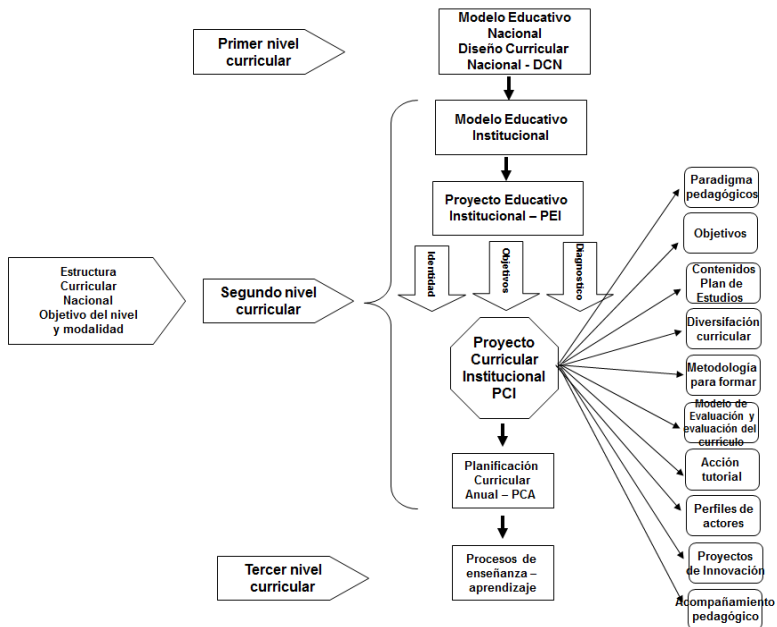 Primer nivel
curricular
Modelo Educativo
Nacional
Diseño Curricular
Nacional - DCN
Modelo Educativo
Institucional
Proyecto Educativo
Institucional – PEI
Identidad
Objetivos
Diagnostico
Estructura
Curricular
Nacional
Objetivo del nivel
y modalidad
Segundo nivel
curricular
Proyecto
Curricular
Institucional
PCI
Planificación
Curricular
Anual – PCA
Tercer nivel
curricular
Procesos de
enseñanza –
aprendizaje
Paradigma
pedagógicos
Objetivos
Contenidos
Plan de
Estudios
Diversifación
curricular
Metodología
para formar
Modelo de
Evaluación y
evaluación del
currículo
Acción
tutorial
Perfiles de
actores
Proyectos
de Innovación
Acompañamiento
pedagógico